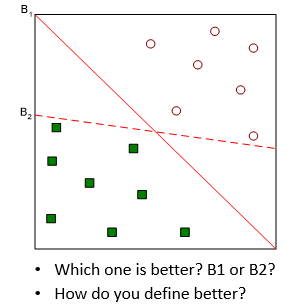 B1
B2
• Which one is better? B1 or B2?
• How do you define better?